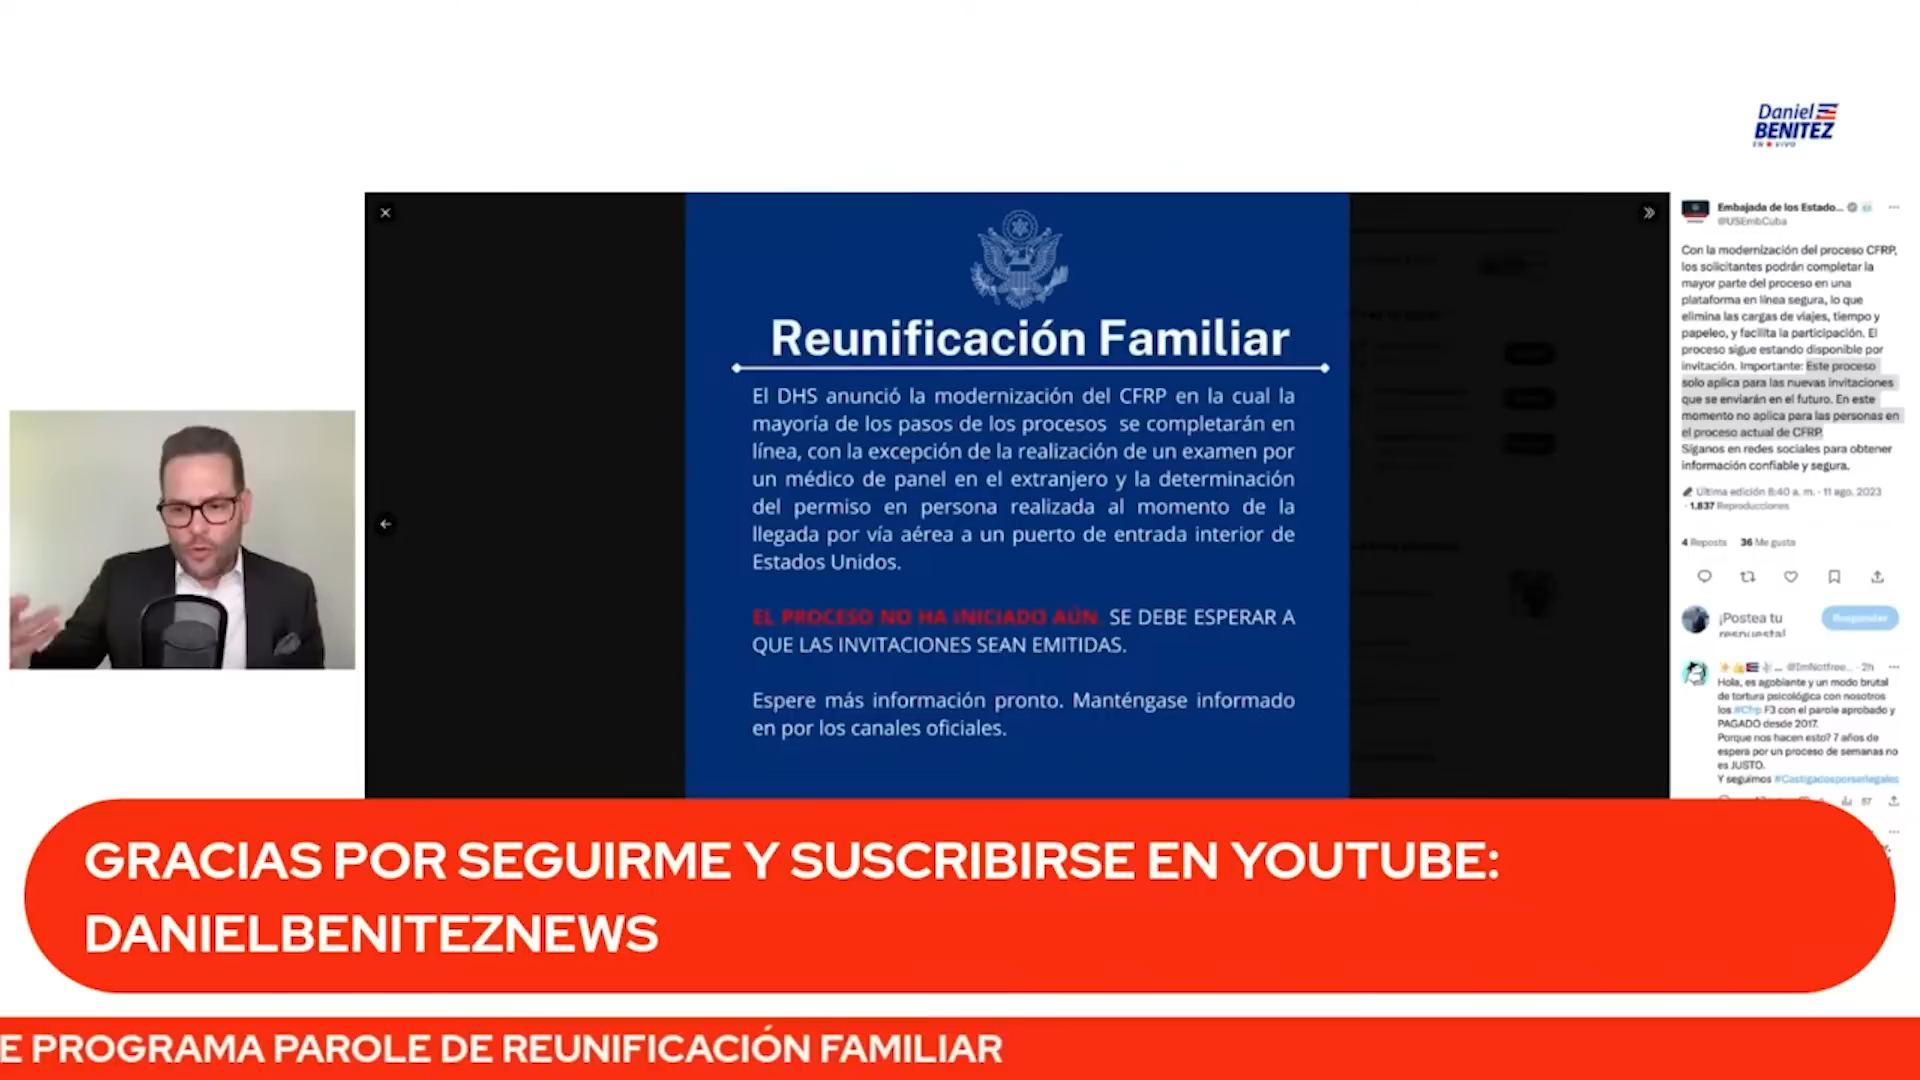 Daniel
BENITEZ
EN VIVO
Reunificación Familiar
El DHS anunció la modernización del CFRP en la cual la
mayoría de los pasos de los procesos se completarán en
línea, con la excepción de la realización de un examen por
un médico de panel en el extranjero y la determinación
del permiso en persona realizada al momento de la
llegada por vía aérea a un puerto de entrada interior de
Estados Unidos.
EL PROCESO NO HA INICIADO AÚN. SE DEBE ESPERAR A
QUE LAS INVITACIONES SEAN EMITIDAS.
Espere más información pronto. Manténgase informado
en por los canales oficiales.
Embajada de los Estado...
@USEmbCuba
Con la modernización del proceso CFRP,
los solicitantes podrán completar la
mayor parte del proceso en una
plataforma en línea segura, lo que
elimina las cargas de viajes, tiempo y
papeleo, y facilita la participación. El
proceso sigue estando disponible por
invitación. Importante: Este proceso
solo aplica para las nuevas invitaciones
que se enviarán en el futuro. En este
momento no aplica para las personas en
el proceso actual de CFRP.
Síganos en redes sociales para obtener
información confiable y segura.
Última edición 8:40 a. m. · 11 ago. 2023
· 1.837 Reproducciones
4 Reposts 36 Me gusta
¡Postea tu
respuesta!
Responder
... @ImNotfree... · 2h
Hola, es agobiante y un modo brutal
de tortura psicológica con nosotros
los #Cfrp F3 con el parole aprobado y
PAGADO desde 2017.
Porque nos hacen esto? 7 años de
espera por un proceso de semanas no
es JUSTO.
Y seguimos #Castigadosporserlegales
57
GRACIAS POR SEGUIRME Y SUSCRIBIRSE EN YOUTUBE:
DANIELBENITEZNEWS
E PROGRAMA PAROLE DE REUNIFICACIÓN FAMILIAR